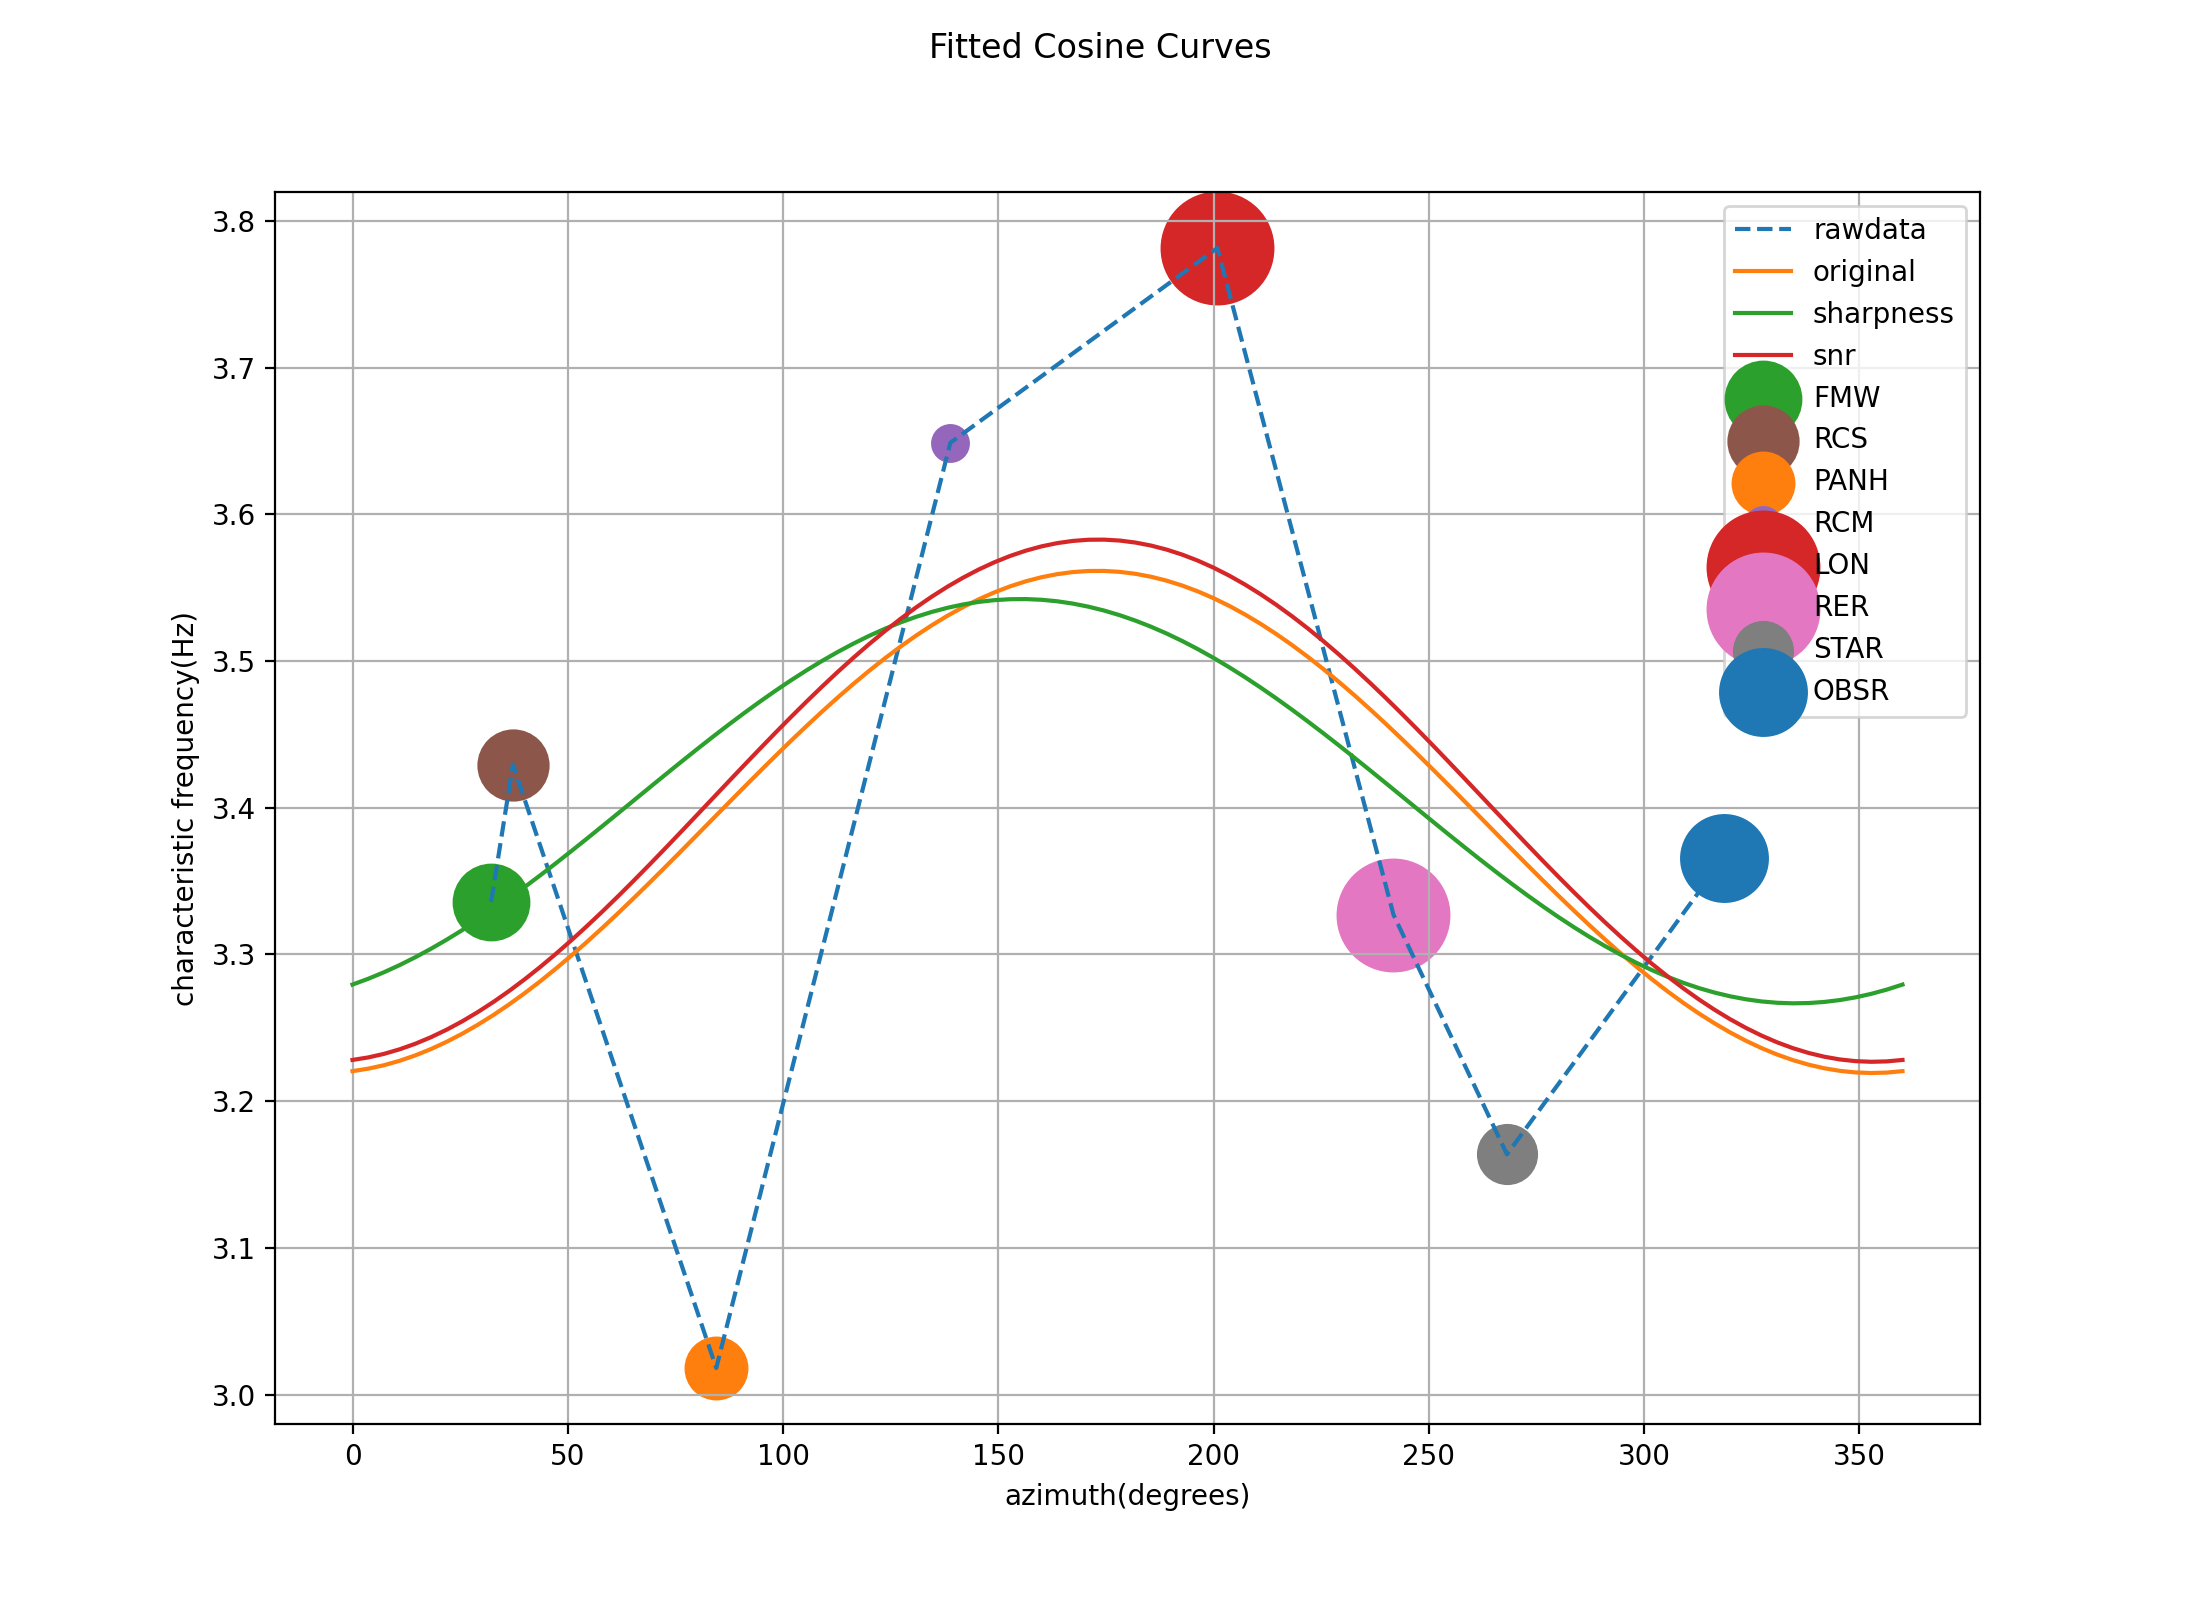 Fitted Cosine Curves
3.8
3.7
3.6
3.5
3.4
3.3
3.2
3.1
3.0
characteristic frequency(Hz)
0 50 100 150 200 250 300 350
azimuth(degrees)
rawdata
original
sharpness
snr
FMW
RCS
PANH
RCM
LON
RER
STAR
OBSR